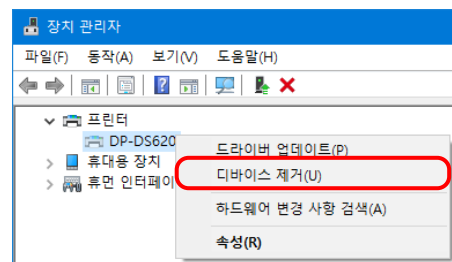 장치 관리자
파일(F) 동작(A) 보기(V) 도움말(H)
프린터
DP-DS620
드라이버 업데이트(P)
휴대용 장치
디바이스 제거(U)
휴먼 인터페이
하드웨어 변경 사항 검색(A)
속성(R)